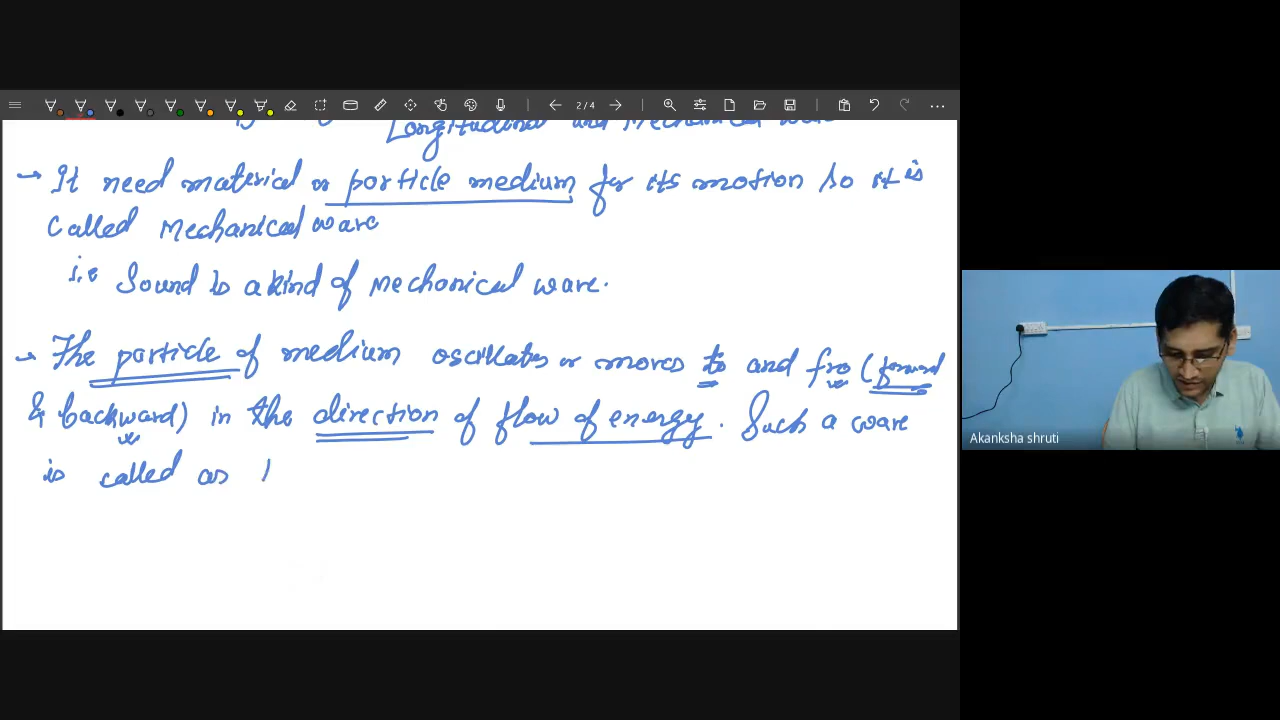 2/4
Longitudinal and Mechanical wave
→ It need material or particle medium for its motion so it is
called Mechanical wave
i.e Sound is a kind of mechanical wave.
→ The particle of medium oscillates or moves to and fro (forward
& backward) in the direction of flow of energy. Such a wave
is called as
Akanksha shruti